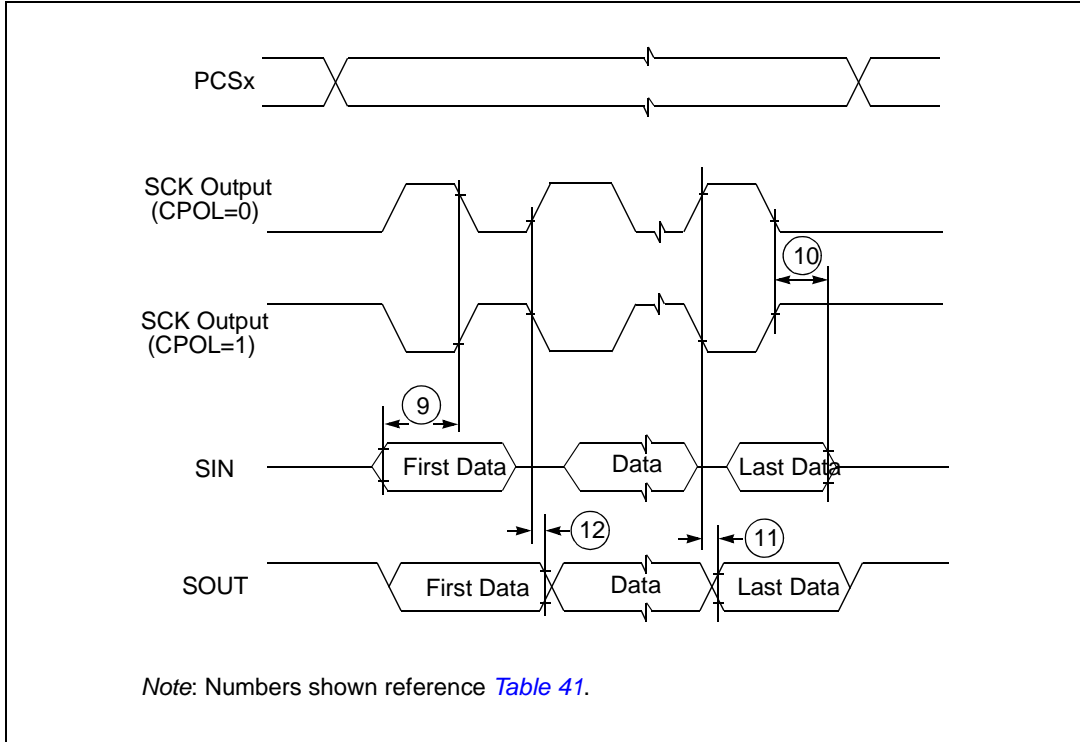 PCSx
SCK Output
(CPOL=0)
10
SCK Output
(CPOL=1)
9
SIN
First Data
Data
Last Data
12
11
SOUT
First Data
Data
Last Data
Note: Numbers shown reference Table 41.